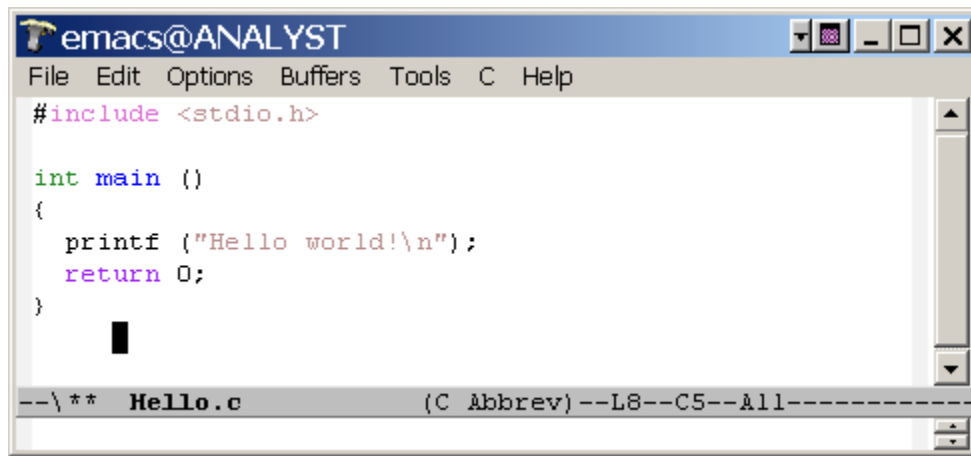 emacs@ANALYST
File Edit Options Buffers Tools C Help
#include <stdio.h>
int main ()
{
  printf ("Hello world!\n");
  return 0;
}
--\**  Hello.c            (C Abbrev)--L8--C5--All------------